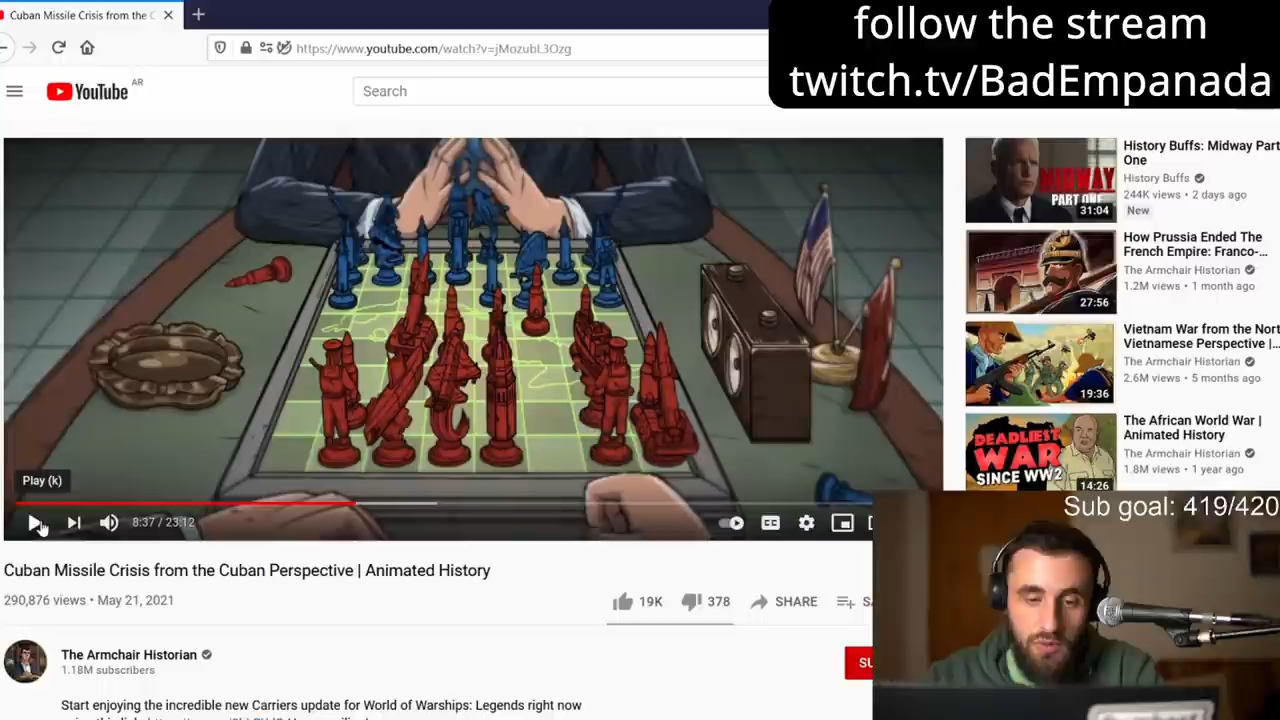 Cuban Missile Crisis from the C
follow the stream
twitch.tv/BadEmpanada
https://www.youtube.com/watch?v=jMozubL3Ozg
YouTube
AR
Search
Play (k)
8:37 / 23:12
CC
Cuban Missile Crisis from the Cuban Perspective | Animated History
290,876 views • May 21, 2021
19K
378
SHARE
The Armchair Historian
1.18M subscribers
SU
Start enjoying the incredible new Carriers update for World of Warships: Legends right now
MIDWAY
PART ONE
31:04
History Buffs: Midway Part
One
History Buffs
244K views • 2 days ago
New
27:56
How Prussia Ended The
French Empire: Franco-...
The Armchair Historian
1.2M views • 1 month ago
19:36
Vietnam War from the Nort
Vietnamese Perspective |...
The Armchair Historian
2.6M views • 5 months ago
DEADLIEST
WAR
SINCE WW2
14:26
The African World War |
Animated History
The Armchair Historian
1.8M views • 1 year ago
Sub goal: 419/420